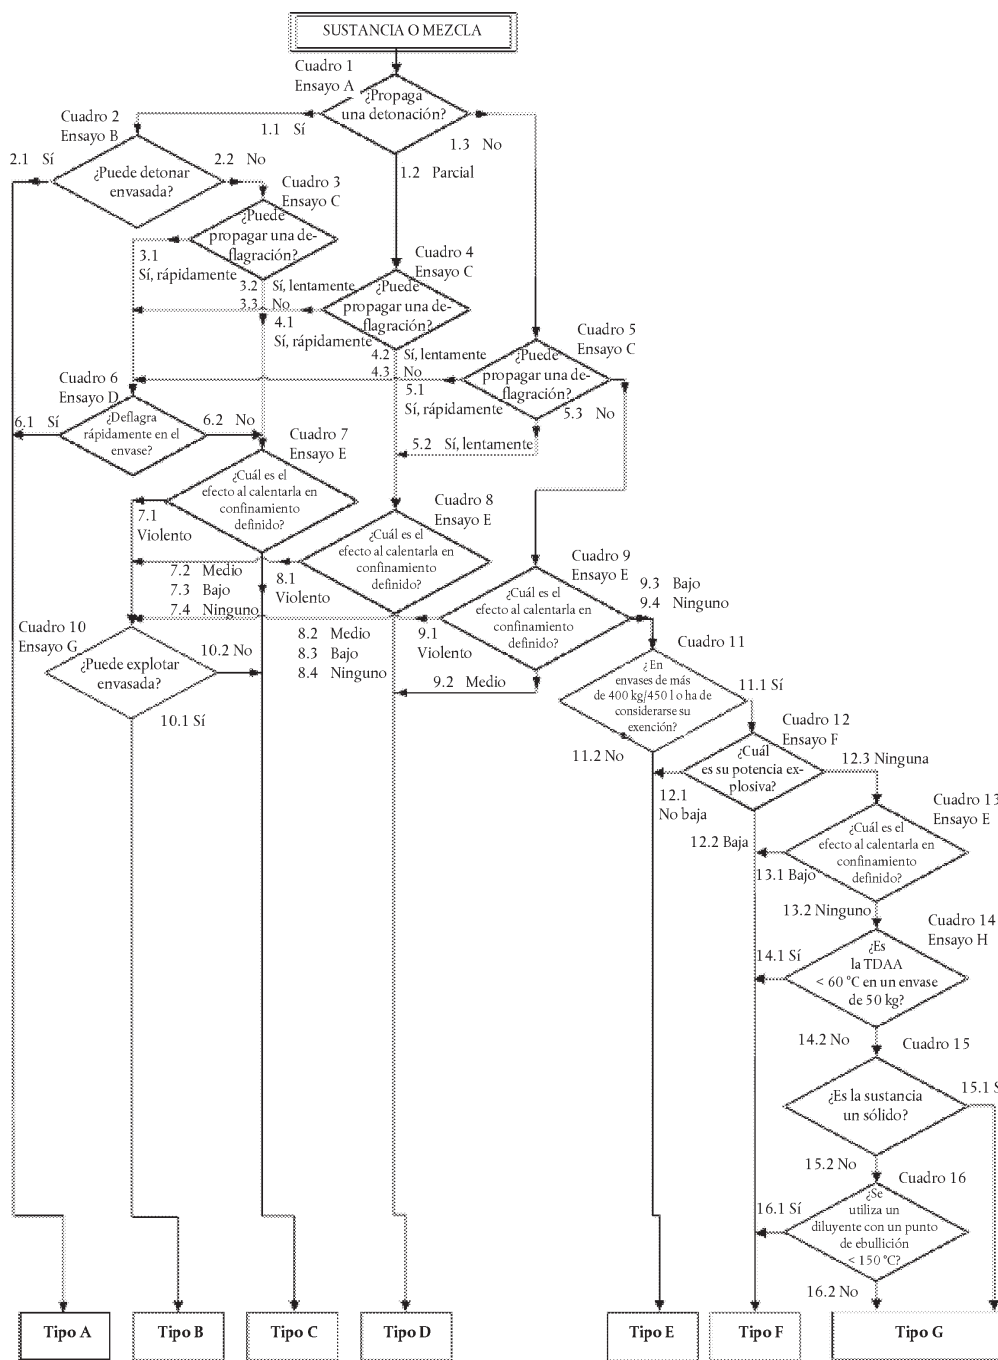 SUSTANCIA O MEZCLA
Cuadro 1
Ensayo A
¿Propaga
una detonación?
1.1 Sí
1.3 No
1.2 Parcial
Cuadro 2
Ensayo B
2.1 Sí
2.2 No
¿Puede detonar
envasada?
Cuadro 3
Ensayo C
¿Puede
propagar una de-
flagración?
3.1
Sí, rápidamente
3.2 Sí, lentamente
3.3 No
Cuadro 4
Ensayo C
¿Puede
propagar una de-
flagración?
4.1
Sí, rápidamente
4.2 Sí, lentamente
4.3 No
Cuadro 5
Ensayo C
¿Puede
propagar una de-
flagración?
5.1
Sí, rápidamente
5.3 No
5.2 Sí, lentamente
Cuadro 6
Ensayo D
6.1 Sí
6.2 No
¿Deflagra
rápidamente en el
envase?
Cuadro 7
Ensayo E
¿Cuál es el
efecto al calentarla en
confinamiento
definido?
7.1
Violento
7.2 Medio
7.3 Bajo
7.4 Ninguno
Cuadro 8
Ensayo E
¿Cuál es el
efecto al calentarla en
confinamiento
definido?
8.1
Violento
8.2 Medio
8.3 Bajo
8.4 Ninguno
Cuadro 9
Ensayo E
¿Cuál es el
efecto al calentarla en
confinamiento
definido?
9.1
Violento
9.2 Medio
9.3 Bajo
9.4 Ninguno
Cuadro 10
Ensayo G
¿Puede explotar
envasada?
10.2 No
10.1 Sí
Cuadro 11
¿En
envases de más
de 400 kg/450 l o ha de
considerarse su
exención?
11.1 Sí
11.2 No
Cuadro 12
Ensayo F
¿Cuál
es su potencia ex-
plosiva?
12.3 Ninguna
12.1
No baja
12.2 Baja
Cuadro 13
Ensayo E
¿Cuál es el
efecto al calentarla en
confinamiento
definido?
13.1 Bajo
13.2 Ninguno
Cuadro 14
Ensayo H
14.1 Sí
¿Es
la TDAA
< 60 °C en un envase
de 50 kg?
14.2 No
Cuadro 15
¿Es la sustancia
un sólido?
15.1 S
15.2 No
Cuadro 16
16.1 Sí
¿Se
utiliza un
diluyente con un punto
de ebullición
< 150 °C?
16.2 No
Tipo A
Tipo B
Tipo C
Tipo D
Tipo E
Tipo F
Tipo G